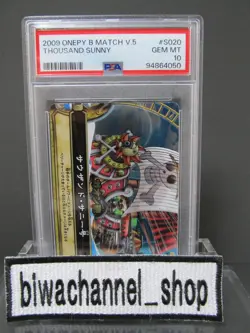 2009 ONEPY B MATCH V.5 #S020
THOUSAND SUNNY GEM MT
10
PSA 94864050
サウザンド・サニー号
biwachannel_shop